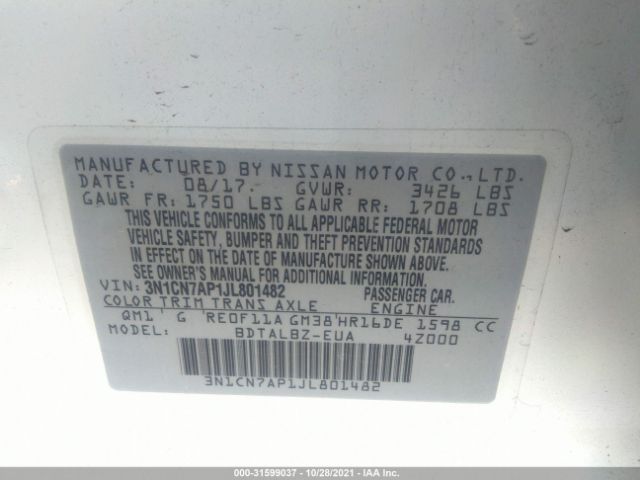 MANUFACTURED BY NISSAN MOTOR CO.,LTD.
DATE: 08/17 GVWR: 3426 LBS
GAWR FR: 1750 LBS GAWR RR: 1708 LBS
THIS VEHICLE CONFORMS TO ALL APPLICABLE FEDERAL MOTOR
VEHICLE SAFETY, BUMPER AND THEFT PREVENTION STANDARDS
IN EFFECT ON THE DATE OF MANUFACTURE SHOWN ABOVE.
SEE OWNER'S MANUAL FOR ADDITIONAL INFORMATION.
VIN: 3N1CN7AP1JL801482 PASSENGER CAR.
COLOR TRIM TRANS AXLE ENGINE
QM1 G RE0F11A GM38 HR16DE 1598 CC
MODEL: BDTALBZ-EUA 4Z000
3N1CN7AP1JL801482
000-31599037 - 10/28/2021 - IAA Inc.